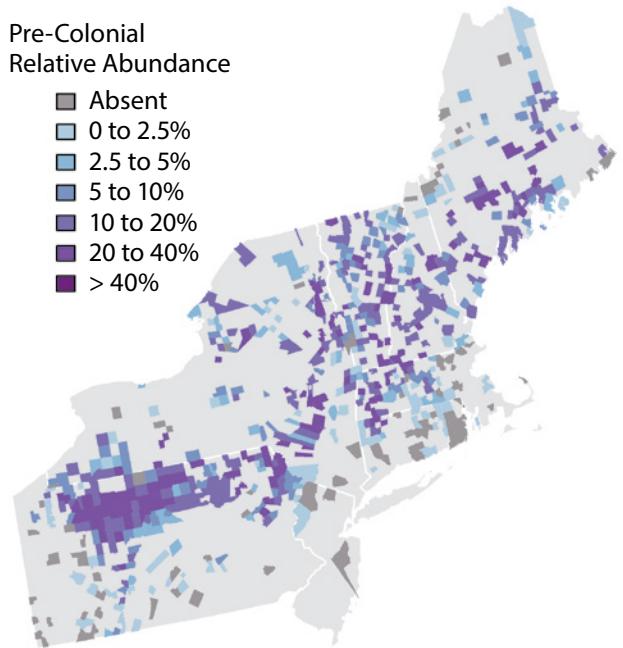 Pre-Colonial
Relative Abundance
Absent
0 to 2.5%
2.5 to 5%
5 to 10%
10 to 20%
20 to 40%
> 40%